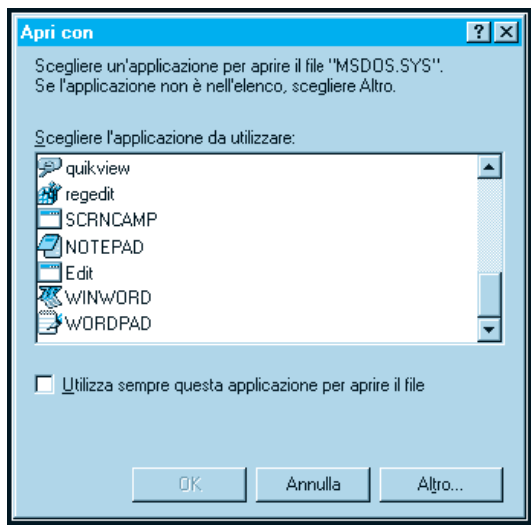 Apri con
Scegliere un'applicazione per aprire il file "MSDOS.SYS".
Se l'applicazione non è nell'elenco, scegliere Altro.
Scegliere l'applicazione da utilizzare:
quikview
regedit
SCRNCAMP
NOTEPAD
Edit
WINWORD
WORDPAD
Utilizza sempre questa applicazione per aprire il file
OK Annulla Altro...